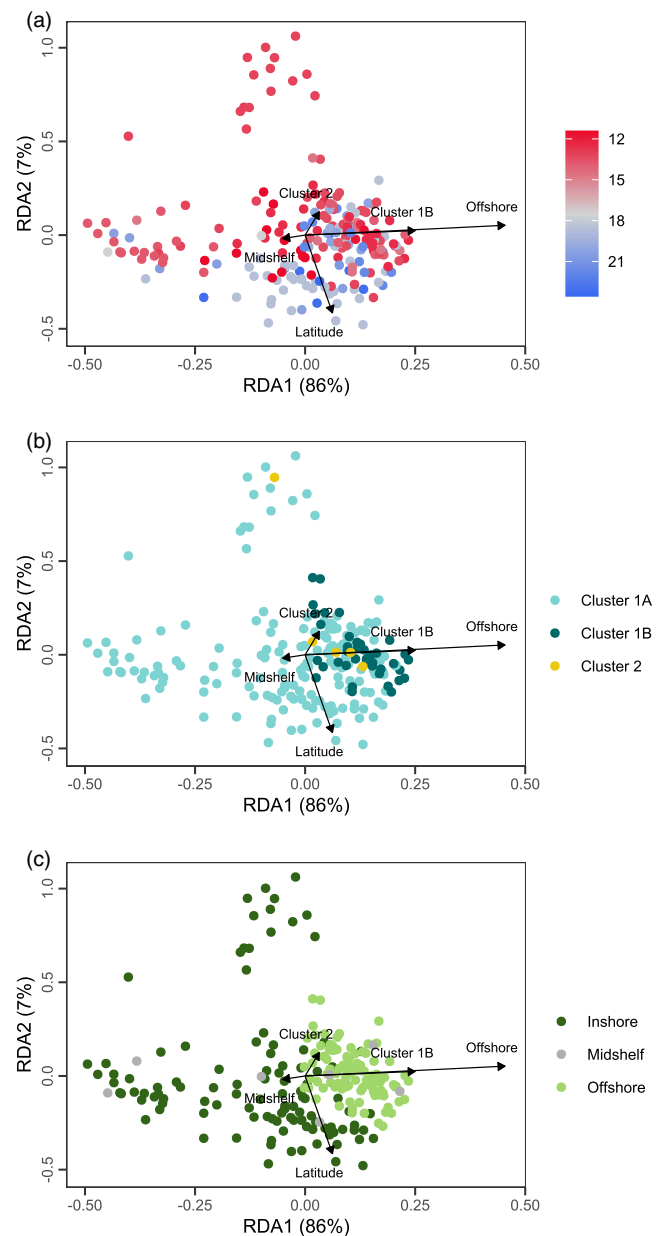 (a)
1.0
0.5
0.0
-0.5
RDA2 (7%)
Cluster 2
Cluster 1B
Offshore
Midshelf
Latitude
-0.50
-0.25
0.00
0.25
0.50
RDA1 (86%)
12
15
18
21
(b)
1.0
0.5
0.0
-0.5
RDA2 (7%)
Cluster 2
Cluster 1B
Offshore
Midshelf
Latitude
-0.50
-0.25
0.00
0.25
0.50
RDA1 (86%)
Cluster 1A
Cluster 1B
Cluster 2
(c)
1.0
0.5
0.0
-0.5
RDA2 (7%)
Cluster 2
Cluster 1B
Offshore
Midshelf
Latitude
-0.50
-0.25
0.00
0.25
0.50
RDA1 (86%)
Inshore
Midshelf
Offshore